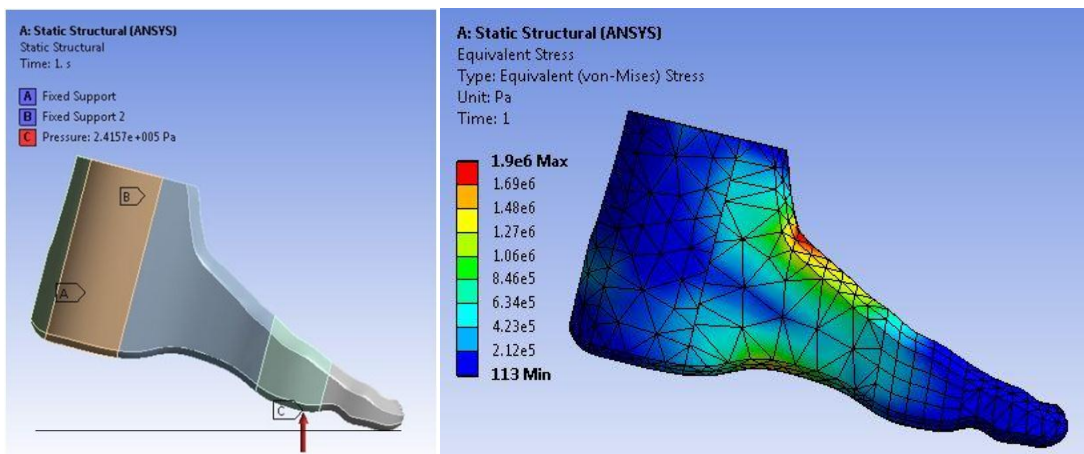 A: Static Structural (ANSYS)
Static Structural
Time: 1. s
A Fixed Support
B Fixed Support 2
C Pressure: 2.4157e+005 Pa
B
A
C
A: Static Structural (ANSYS)
Equivalent Stress
Type: Equivalent (von-Mises) Stress
Unit: Pa
Time: 1
1.9e6 Max
1.69e6
1.48e6
1.27e6
1.06e6
8.46e5
6.34e5
4.23e5
2.12e5
113 Min